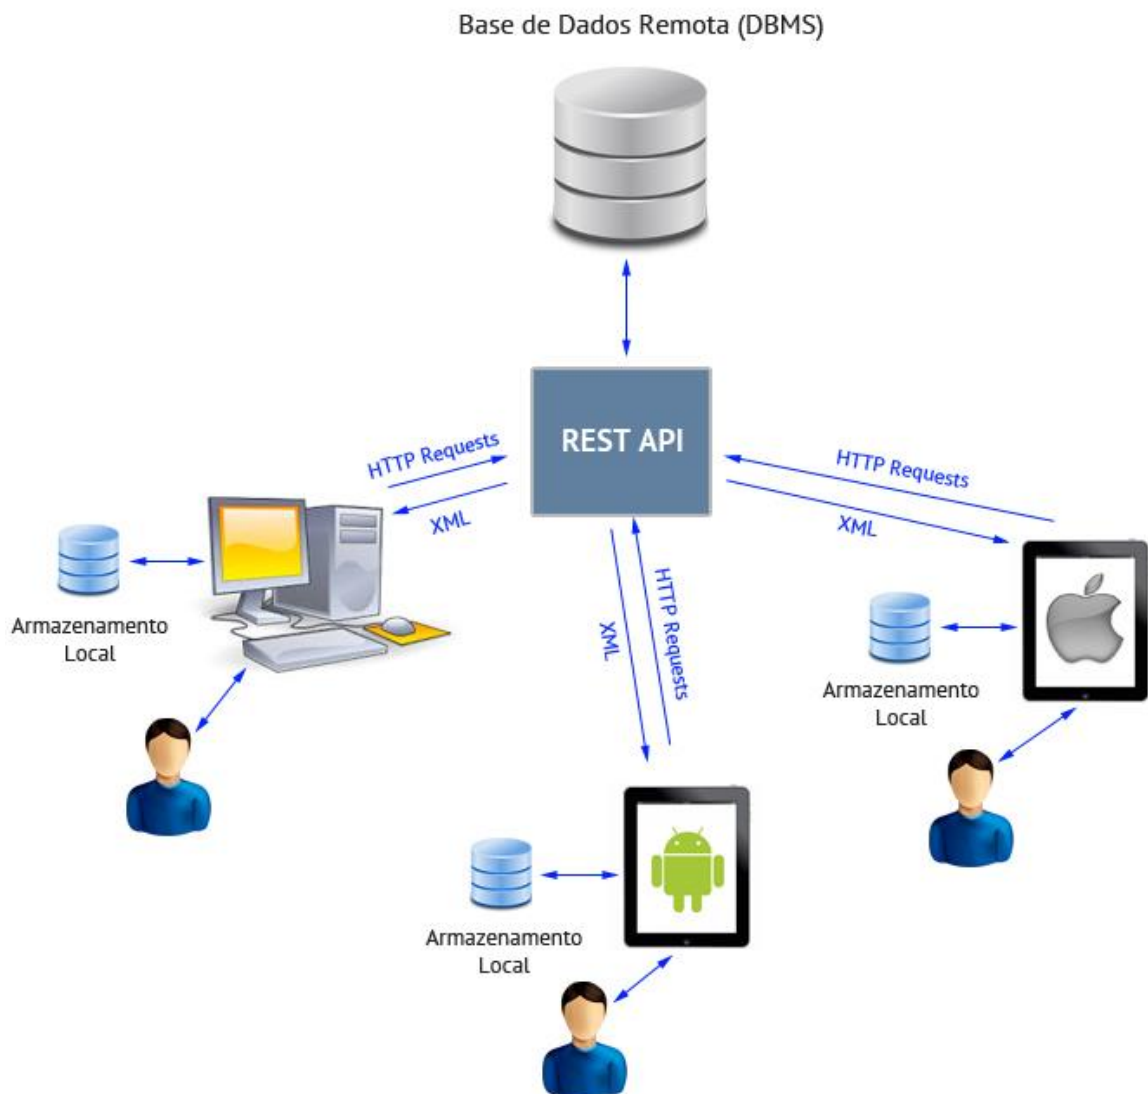 Base de Dados Remota (DBMS)
REST API
HTTP Requests
XML
HTTP Requests
XML
Armazenamento
Local
XML
HTTP Requests
Armazenamento
Local
Armazenamento
Local